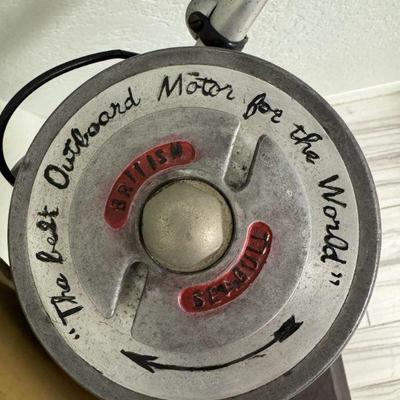 "The best Outboard Motor for the World"
BRITISH
SEAGULL